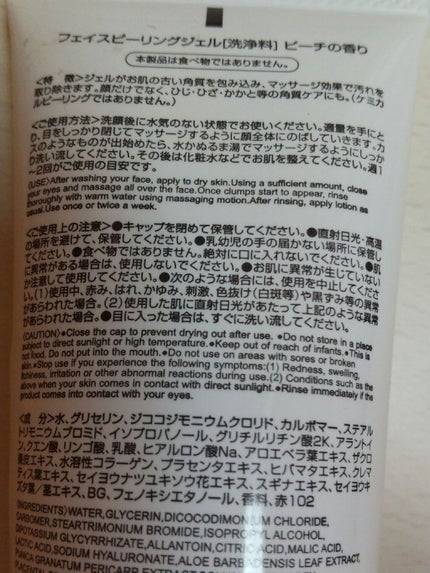 フェイスピーリングジェル[洗浄料] ピーチの香り
本製品は食べ物ではありません。
<特 徴>ジェルがお肌の古い角質を包み込み、マッサージ効果で汚れを
取り除きます。顔だけでなく、ひじ・ひざ・かかと等の角質ケアにも。(ケミカ
ルピーリングではありません。)
<ご使用方法>洗顔後に水気のない状態でお使いください。適量を手にと
り、目をしっかり閉じてマッサージするように顔全体にのばしていきます。カ
スのようなものが出始めたら、水かぬるま湯でマッサージするようにしっか
り洗い流してください。その後は化粧水などでお肌を整えてください。週1
～2回がご使用の目安です。
(USE)After washing your face, apply to dry skin.Using a sufficient amount, close
your eyes and massage all over the face.Once clumps start to appear, rinse
thoroughly with warm water using massaging motion.After rinsing, apply lotion as
usual.Use once or twice a week.
<ご使用上の注意>●キャップを閉めて保管してください。●直射日光・高温
の場所を避けて、保管してください。●乳幼児の手の届かない場所に保管し
てください。●食べ物ではありません。絶対に口に入れないでください。●肌
に異常がある場合は、使用しないでください。●お肌に異常が生じていない
か注意して使用してください。●次のような場合には、使用を中止してくださ
い。(1)使用中、赤み、はれ、かゆみ、刺激、色抜け(白斑等)や黒ずみ等の異常
があらわれた場合。(2)使用した肌に直射日光があたって上記のような異常
があらわれた場合。●目に入った場合は、すぐに洗い流してください。
(CAUTION)●Close the cap to prevent drying out after use. ●Do not store in a place
subject to direct sunlight or high temperature.●Keep out of reach of infants.●This is
not food. Do not put into the mouth.●Do not use on areas with sores or broken
skin.●Stop use if you experience the following symptoms:(1) Redness, swelling,
itchiness, irritation or other abnormal reactions during use.(2) Conditions such as the
above when your skin comes in contact with direct sunlight.●Rinse immediately if the
product comes into contact with your eyes.
<成 分>水、グリセリン、ジココジモニウムクロリド、カルボマー、ステアル
トリモニウムブロミド、イソプロパノール、グリチルリチン酸2K、アラントイ
ン、クエン酸、リンゴ酸、乳酸、ヒアルロン酸Na、アロエベラ葉エキス、ザクロ
果皮エキス、水溶性コラーゲン、プラセンタエキス、ヒバマタエキス、クレマ
ティス葉エキス、セイヨウナツユキソウ花エキス、スギナエキス、セイヨウキ
ズタ葉/茎エキス、BG、フェノキシエタノール、香料、赤102
(INGREDIENTS)WATER,GLYCERIN,DICOCODIMONIUM CHLORIDE,
CARBOMER,STEARTRIMONIUM BROMIDE,ISOPROPYL ALCOHOL,
DIPOTASSIUM GLYCYRRHIZATE,ALLANTOIN,CITRIC ACID,MALIC ACID,
LACTIC ACID,SODIUM HYALURONATE,ALOE BARBADENSIS LEAF EXTRACT,
PUNICA GRANATUM PERICARP EXTRACT